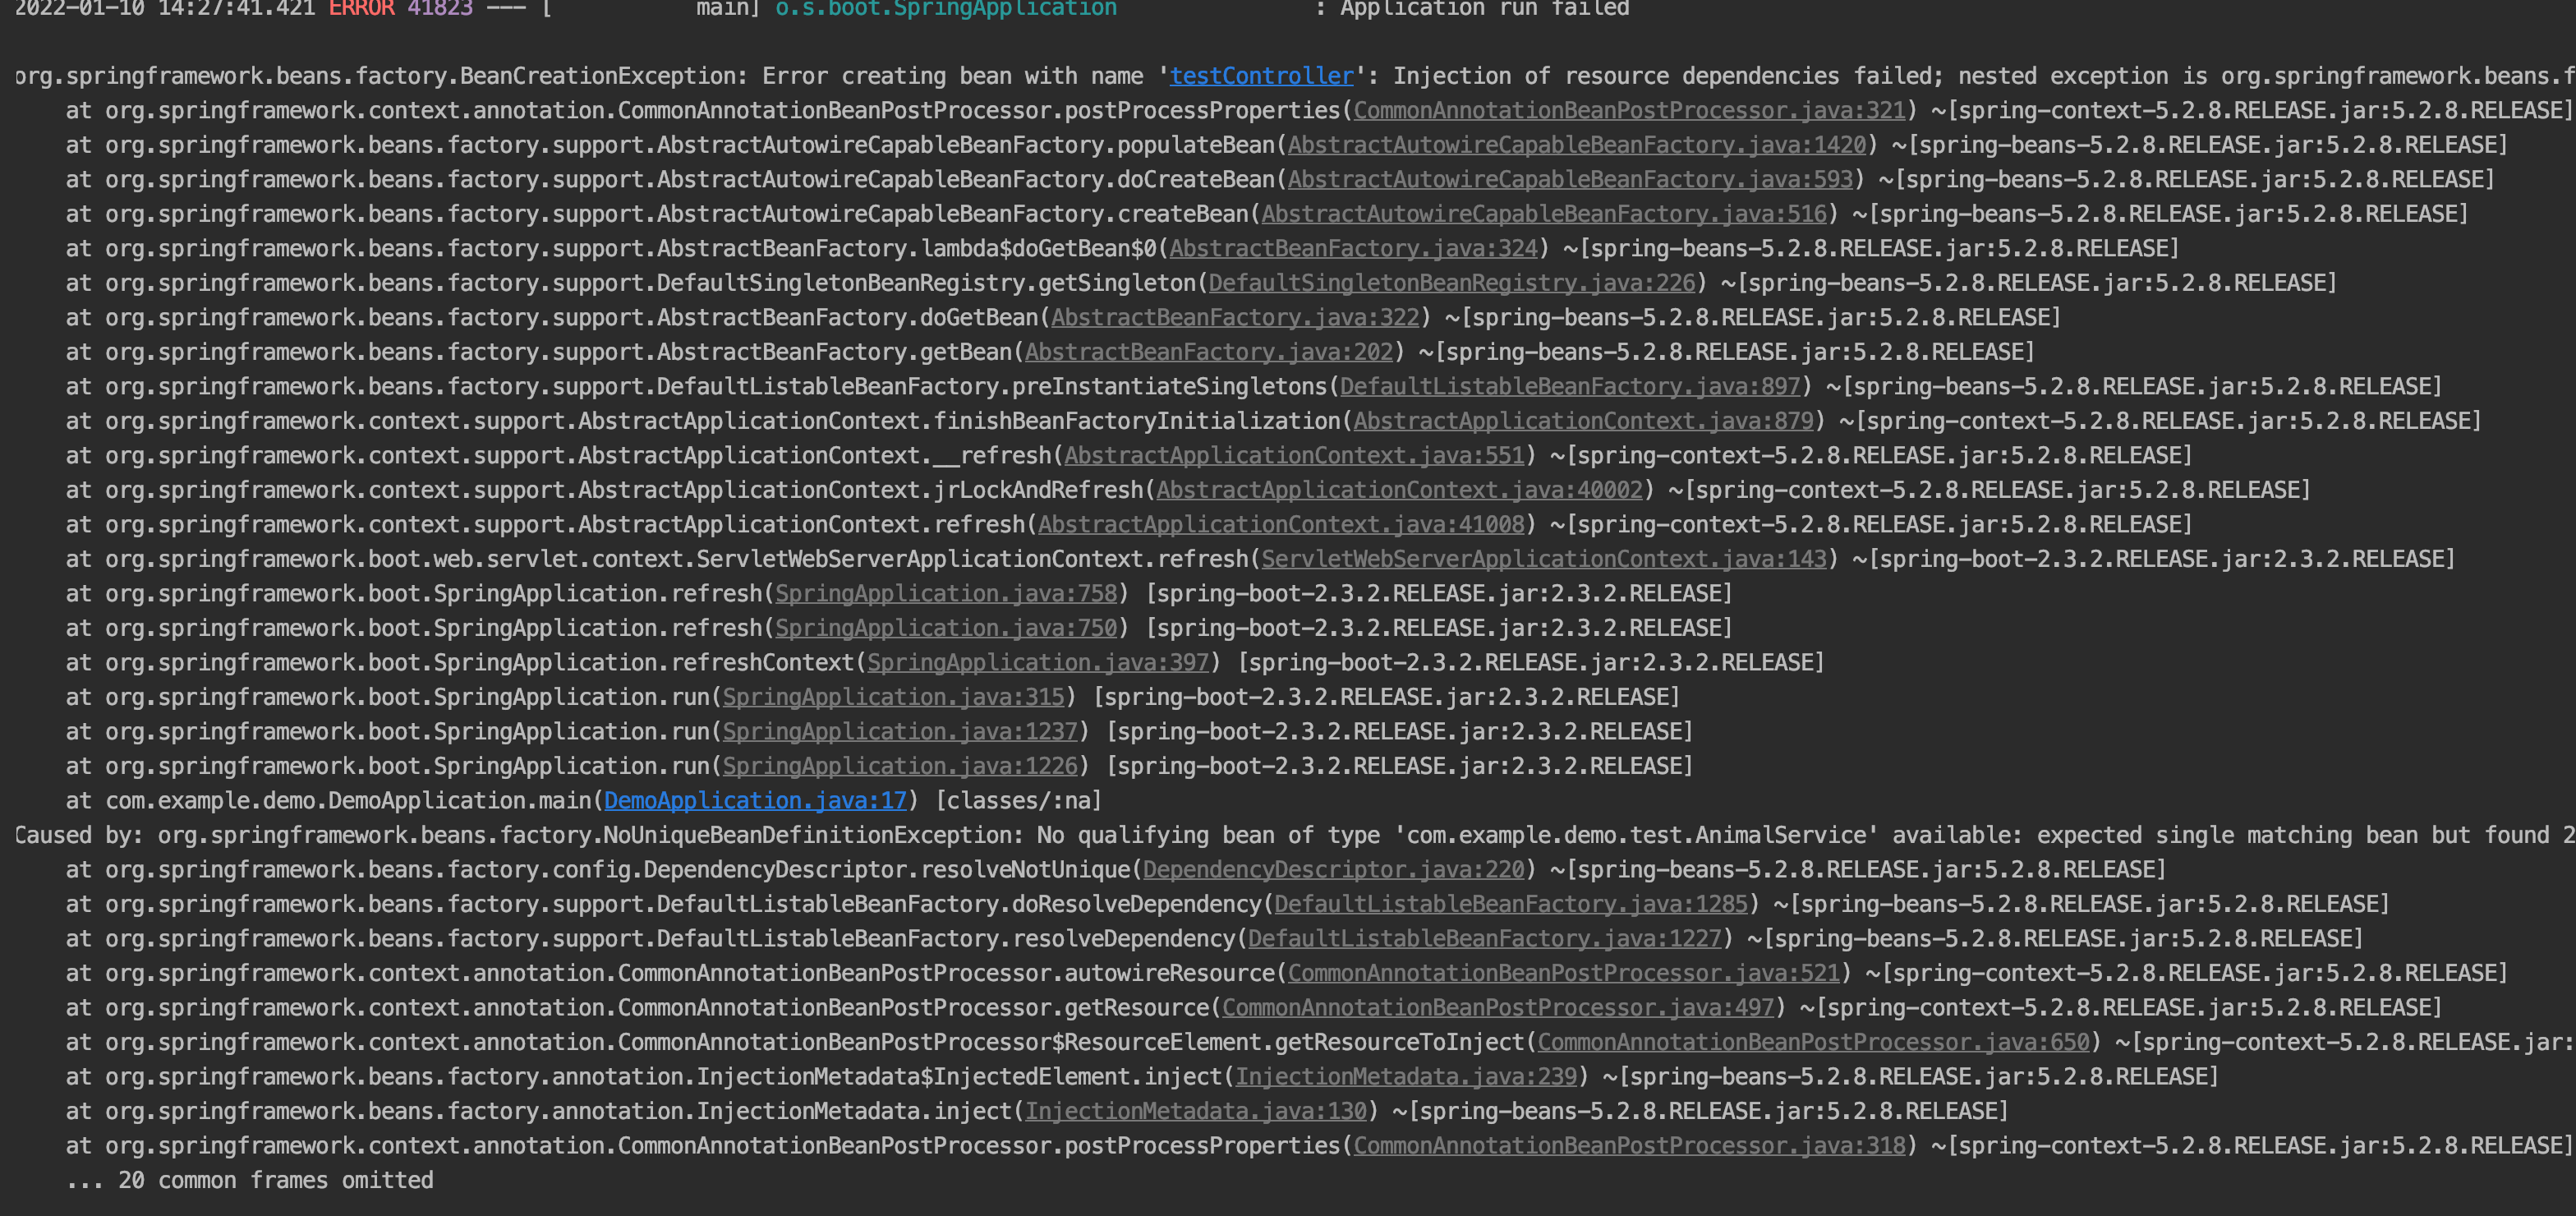 2022-01-10 14:27:41.421 ERROR 41823 --- [           main] o.s.boot.SpringApplication               : Application run failed
org.springframework.beans.factory.BeanCreationException: Error creating bean with name 'testController': Injection of resource dependencies failed; nested exception is org.springframework.beans.f
    at org.springframework.context.annotation.CommonAnnotationBeanPostProcessor.postProcessProperties(CommonAnnotationBeanPostProcessor.java:321) ~[spring-context-5.2.8.RELEASE.jar:5.2.8.RELEASE]
    at org.springframework.beans.factory.support.AbstractAutowireCapableBeanFactory.populateBean(AbstractAutowireCapableBeanFactory.java:1420) ~[spring-beans-5.2.8.RELEASE.jar:5.2.8.RELEASE]
    at org.springframework.beans.factory.support.AbstractAutowireCapableBeanFactory.doCreateBean(AbstractAutowireCapableBeanFactory.java:593) ~[spring-beans-5.2.8.RELEASE.jar:5.2.8.RELEASE]
    at org.springframework.beans.factory.support.AbstractAutowireCapableBeanFactory.createBean(AbstractAutowireCapableBeanFactory.java:516) ~[spring-beans-5.2.8.RELEASE.jar:5.2.8.RELEASE]
    at org.springframework.beans.factory.support.AbstractBeanFactory.lambda$doGetBean$0(AbstractBeanFactory.java:324) ~[spring-beans-5.2.8.RELEASE.jar:5.2.8.RELEASE]
    at org.springframework.beans.factory.support.DefaultSingletonBeanRegistry.getSingleton(DefaultSingletonBeanRegistry.java:226) ~[spring-beans-5.2.8.RELEASE.jar:5.2.8.RELEASE]
    at org.springframework.beans.factory.support.AbstractBeanFactory.doGetBean(AbstractBeanFactory.java:322) ~[spring-beans-5.2.8.RELEASE.jar:5.2.8.RELEASE]
    at org.springframework.beans.factory.support.AbstractBeanFactory.getBean(AbstractBeanFactory.java:202) ~[spring-beans-5.2.8.RELEASE.jar:5.2.8.RELEASE]
    at org.springframework.beans.factory.support.DefaultListableBeanFactory.preInstantiateSingletons(DefaultListableBeanFactory.java:897) ~[spring-beans-5.2.8.RELEASE.jar:5.2.8.RELEASE]
    at org.springframework.context.support.AbstractApplicationContext.finishBeanFactoryInitialization(AbstractApplicationContext.java:879) ~[spring-context-5.2.8.RELEASE.jar:5.2.8.RELEASE]
    at org.springframework.context.support.AbstractApplicationContext.__refresh(AbstractApplicationContext.java:551) ~[spring-context-5.2.8.RELEASE.jar:5.2.8.RELEASE]
    at org.springframework.context.support.AbstractApplicationContext.jrLockAndRefresh(AbstractApplicationContext.java:40002) ~[spring-context-5.2.8.RELEASE.jar:5.2.8.RELEASE]
    at org.springframework.context.support.AbstractApplicationContext.refresh(AbstractApplicationContext.java:41008) ~[spring-context-5.2.8.RELEASE.jar:5.2.8.RELEASE]
    at org.springframework.boot.web.servlet.context.ServletWebServerApplicationContext.refresh(ServletWebServerApplicationContext.java:143) ~[spring-boot-2.3.2.RELEASE.jar:2.3.2.RELEASE]
    at org.springframework.boot.SpringApplication.refresh(SpringApplication.java:758) [spring-boot-2.3.2.RELEASE.jar:2.3.2.RELEASE]
    at org.springframework.boot.SpringApplication.refresh(SpringApplication.java:750) [spring-boot-2.3.2.RELEASE.jar:2.3.2.RELEASE]
    at org.springframework.boot.SpringApplication.refreshContext(SpringApplication.java:397) [spring-boot-2.3.2.RELEASE.jar:2.3.2.RELEASE]
    at org.springframework.boot.SpringApplication.run(SpringApplication.java:315) [spring-boot-2.3.2.RELEASE.jar:2.3.2.RELEASE]
    at org.springframework.boot.SpringApplication.run(SpringApplication.java:1237) [spring-boot-2.3.2.RELEASE.jar:2.3.2.RELEASE]
    at org.springframework.boot.SpringApplication.run(SpringApplication.java:1226) [spring-boot-2.3.2.RELEASE.jar:2.3.2.RELEASE]
    at com.example.demo.DemoApplication.main(DemoApplication.java:17) [classes/:na]
Caused by: org.springframework.beans.factory.NoUniqueBeanDefinitionException: No qualifying bean of type 'com.example.demo.test.AnimalService' available: expected single matching bean but found 2
    at org.springframework.beans.factory.config.DependencyDescriptor.resolveNotUnique(DependencyDescriptor.java:220) ~[spring-beans-5.2.8.RELEASE.jar:5.2.8.RELEASE]
    at org.springframework.beans.factory.support.DefaultListableBeanFactory.doResolveDependency(DefaultListableBeanFactory.java:1285) ~[spring-beans-5.2.8.RELEASE.jar:5.2.8.RELEASE]
    at org.springframework.beans.factory.support.DefaultListableBeanFactory.resolveDependency(DefaultListableBeanFactory.java:1227) ~[spring-beans-5.2.8.RELEASE.jar:5.2.8.RELEASE]
    at org.springframework.context.annotation.CommonAnnotationBeanPostProcessor.autowireResource(CommonAnnotationBeanPostProcessor.java:521) ~[spring-context-5.2.8.RELEASE.jar:5.2.8.RELEASE]
    at org.springframework.context.annotation.CommonAnnotationBeanPostProcessor.getResource(CommonAnnotationBeanPostProcessor.java:497) ~[spring-context-5.2.8.RELEASE.jar:5.2.8.RELEASE]
    at org.springframework.context.annotation.CommonAnnotationBeanPostProcessor$ResourceElement.getResourceToInject(CommonAnnotationBeanPostProcessor.java:650) ~[spring-context-5.2.8.RELEASE.jar:
    at org.springframework.beans.factory.annotation.InjectionMetadata$InjectedElement.inject(InjectionMetadata.java:239) ~[spring-beans-5.2.8.RELEASE.jar:5.2.8.RELEASE]
    at org.springframework.beans.factory.annotation.InjectionMetadata.inject(InjectionMetadata.java:130) ~[spring-beans-5.2.8.RELEASE.jar:5.2.8.RELEASE]
    at org.springframework.context.annotation.CommonAnnotationBeanPostProcessor.postProcessProperties(CommonAnnotationBeanPostProcessor.java:318) ~[spring-context-5.2.8.RELEASE.jar:5.2.8.RELEASE]
    ... 20 common frames omitted